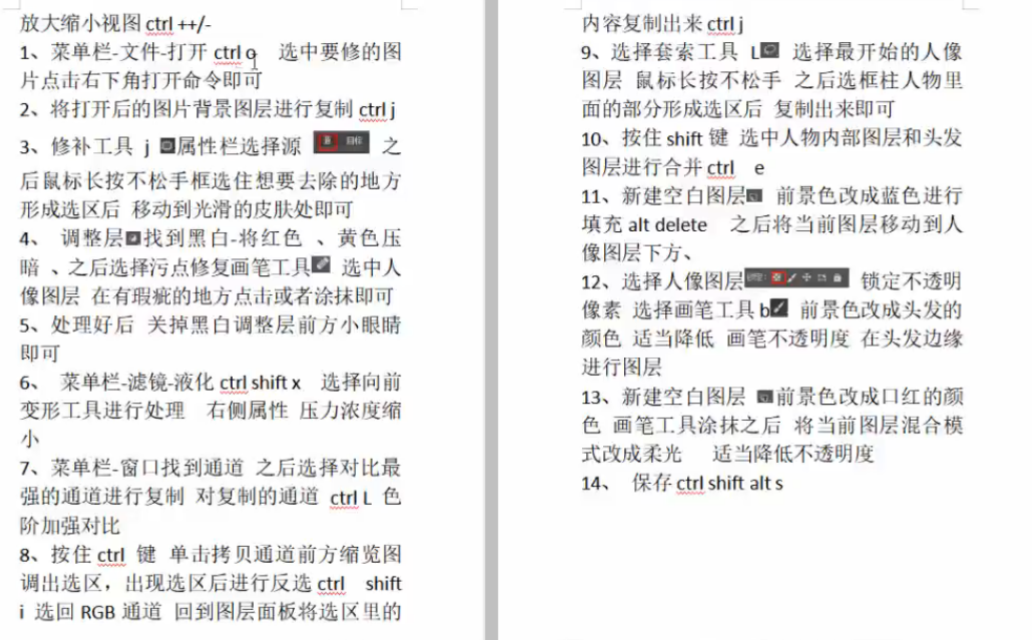 放大缩小视图 ctrl ++/-
1、菜单栏-文件-打开 ctrl o 选中要修的图
片点击右下角打开命令即可
2、将打开后的图片背景图层进行复制 ctrl j
3、修补工具 j 属性栏选择源 源 目标 之
后鼠标长按不松手框选住想要去除的地方
形成选区后 移动到光滑的皮肤处即可
4、 调整层找到黑白-将红色 、黄色压
暗 、之后选择污点修复画笔工具 选中人
像图层 在有瑕疵的地方点击或者涂抹即可
5、处理好后 关掉黑白调整层前方小眼睛
即可
6、 菜单栏-滤镜-液化 ctrl shift x 选择向前
变形工具进行处理 右侧属性 压力浓度缩
小
7、菜单栏-窗口找到通道 之后选择对比最
强的通道进行复制 对复制的通道 ctrl L 色
阶加强对比
8、按住 ctrl 键 单击拷贝通道前方缩览图
调出选区，出现选区后进行反选 ctrl shift
i 选回 RGB 通道 回到图层面板将选区里的
内容复制出来 ctrl j
9、选择套索工具 L 选择最开始的人像
图层 鼠标长按不松手 之后选框柱人物里
面的部分形成选区后 复制出来即可
10、按住 shift 键 选中人物内部图层和头发
图层进行合并 ctrl e
11、新建空白图层 前景色改成蓝色进行
填充 alt delete 之后将当前图层移动到人
像图层下方、
12、选择人像图层 锁定: 锁定不透明
像素 选择画笔工具 b 前景色改成头发的
颜色 适当降低 画笔不透明度 在头发边缘
进行图层
13、新建空白图层 前景色改成口红的颜
色 画笔工具涂抹之后 将当前图层混合模
式改成柔光 适当降低不透明度
14、 保存 ctrl shift alt s